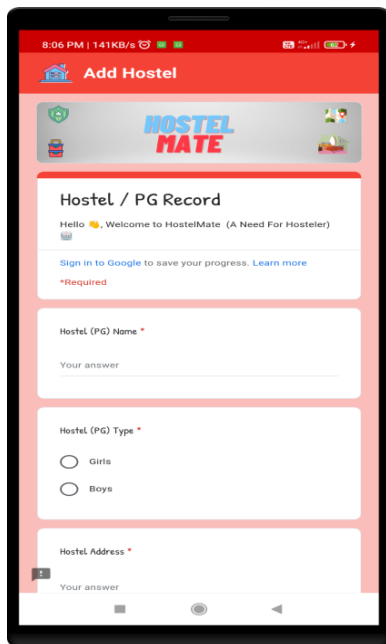 8:06 PM | 141KB/s
Add Hostel
HOSTEL
MATE
Hostel / PG Record
Hello 👋, Welcome to HostelMate (A Need For Hosteler)
Sign in to Google to save your progress. Learn more
*Required
Hostel (PG) Name *
Your answer
Hostel (PG) Type *
Girls
Boys
Hostel Address *
Your answer